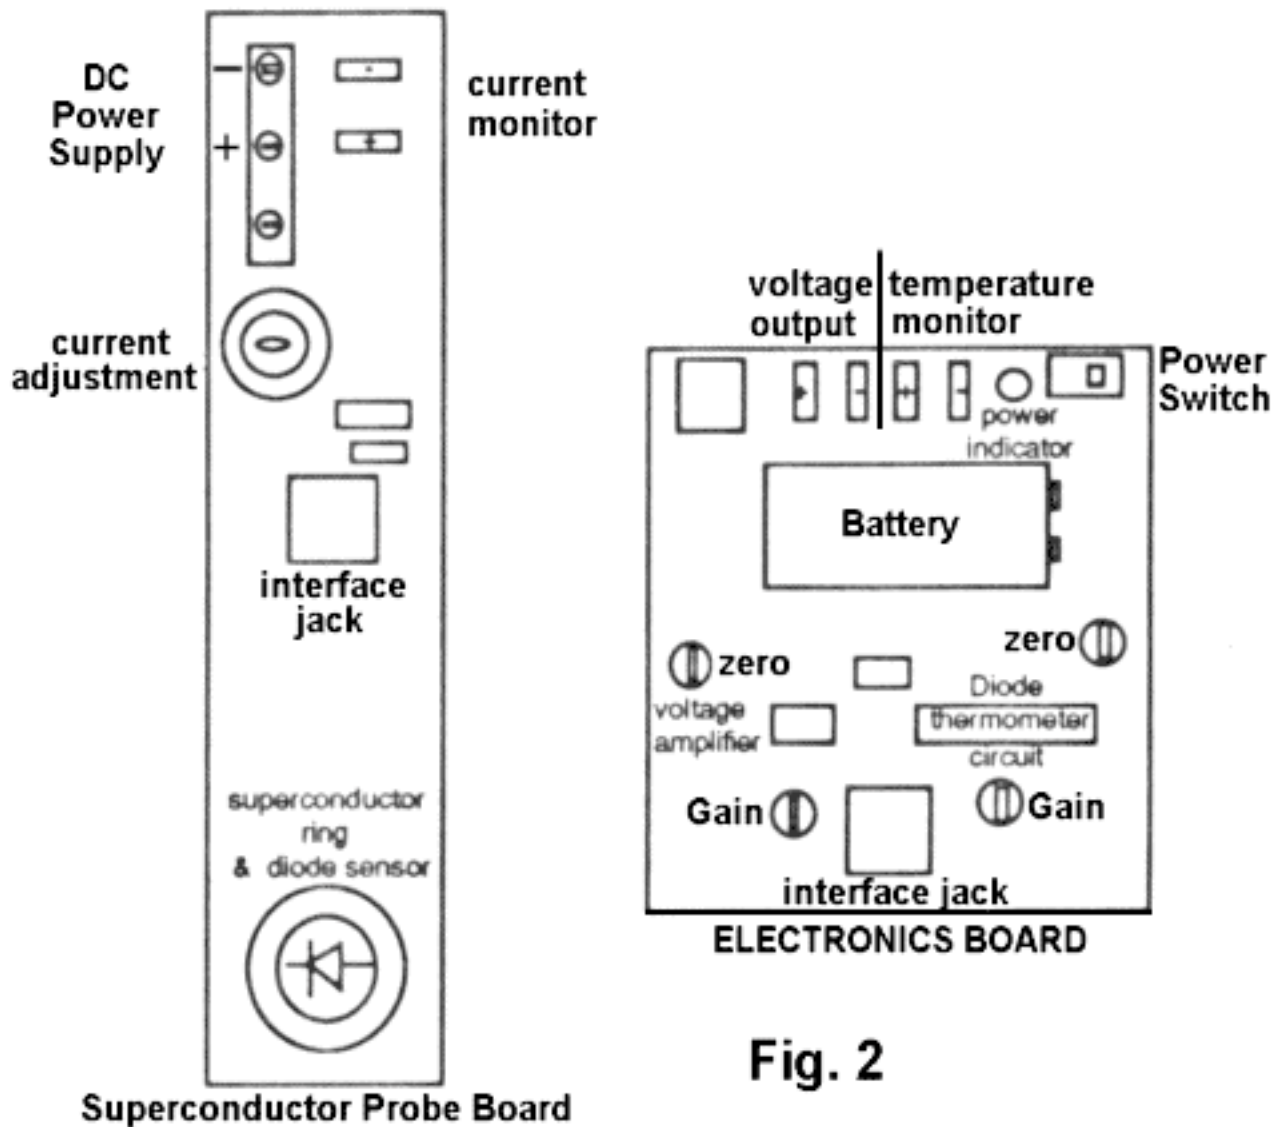 DC
Power
Supply
−
+
-
+
current
monitor
current
adjustment
interface
jack
superconductor
ring
& diode sensor
Superconductor Probe Board
voltage
output
temperature
monitor
Power
Switch
+
-
+
-
power
indicator
Battery
zero
zero
voltage
amplifier
Diode
thermometer
circuit
Gain
Gain
interface jack
ELECTRONICS BOARD
Fig. 2